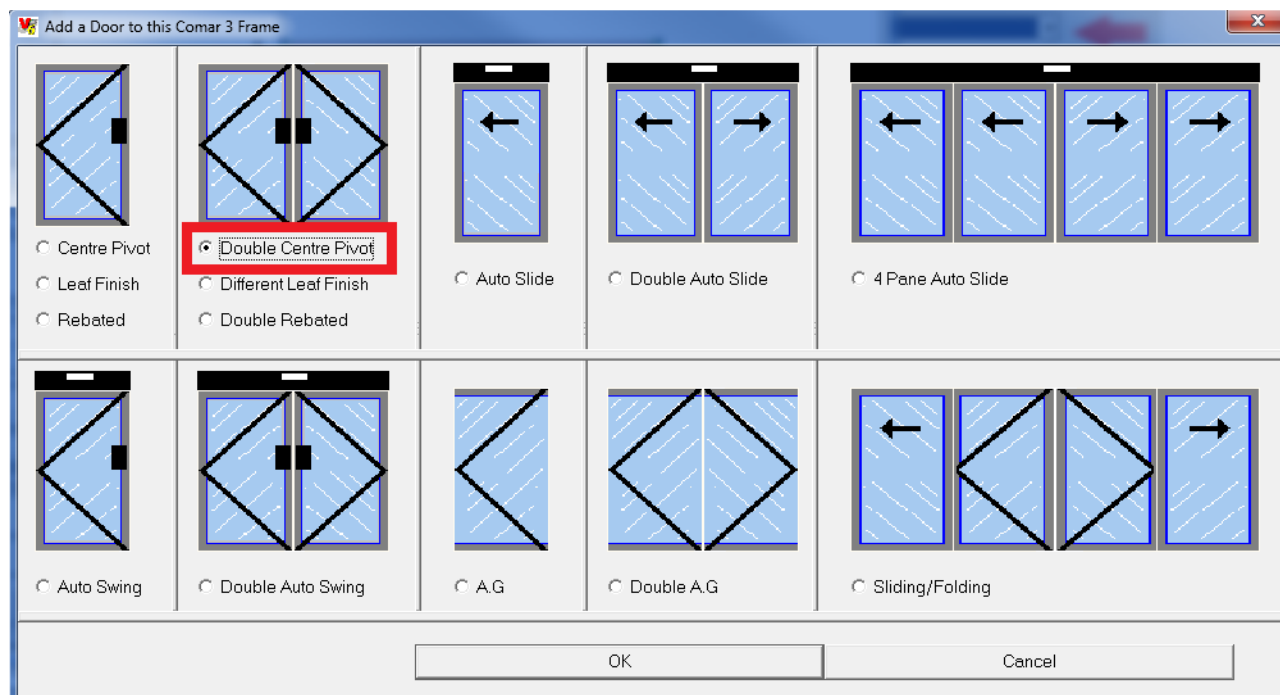 Add a Door to this Comar 3 Frame
Centre Pivot
Leaf Finish
Rebated
Double Centre Pivot
Different Leaf Finish
Double Rebated
Auto Slide
Double Auto Slide
4 Pane Auto Slide
Auto Swing
Double Auto Swing
A.G
Double A.G
Sliding/Folding
OK
Cancel